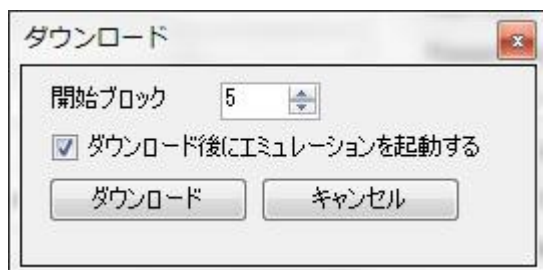 ダウンロード
開始ブロック 5
ダウンロード後にエミュレーションを起動する
ダウンロード キャンセル